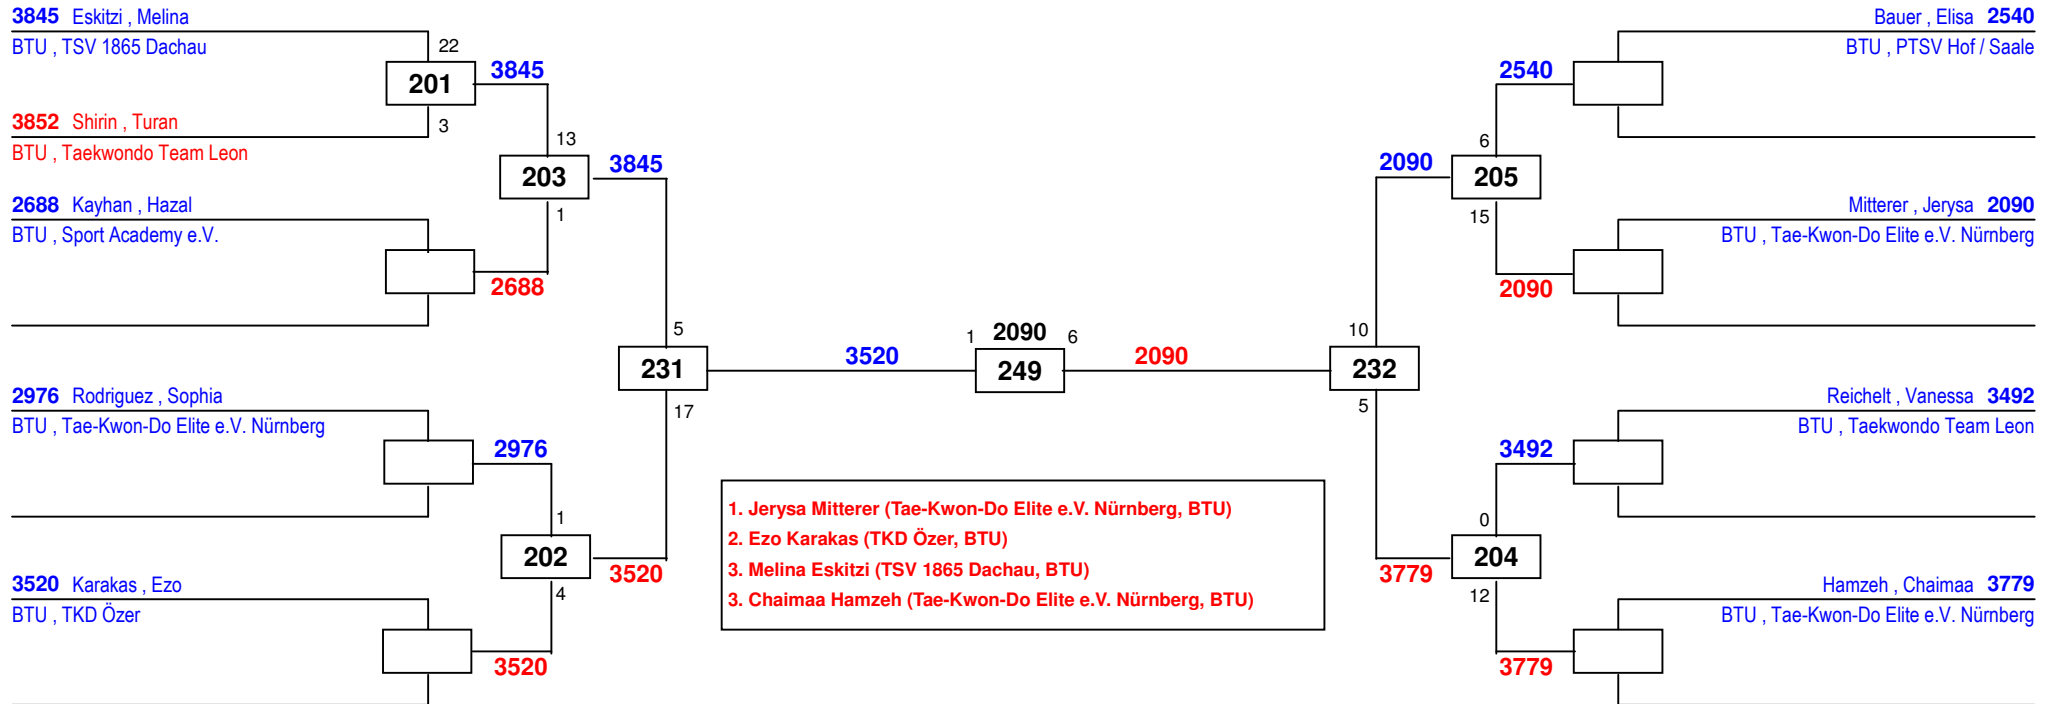 3845 Eskitzi , Melina
BTU , TSV 1865 Dachau
22
201
3845
3852 Shirin , Turan
3
BTU , Taekwondo Team Leon
13
203
3845
2688 Kayhan , Hazal
1
BTU , Sport Academy e.V.
2688
5
231
3520
17
2976 Rodriguez , Sophia
BTU , Tae-Kwon-Do Elite e.V. Nürnberg
2976
1
202
3520
3520 Karakas , Ezo
4
BTU , TKD Özer
3520
1 2090 6
249
2090
1. Jerysa Mitterer (Tae-Kwon-Do Elite e.V. Nürnberg, BTU)
2. Ezo Karakas (TKD Özer, BTU)
3. Melina Eskitzi (TSV 1865 Dachau, BTU)
3. Chaimaa Hamzeh (Tae-Kwon-Do Elite e.V. Nürnberg, BTU)
Bauer , Elisa 2540
BTU , PTSV Hof / Saale
2540
6
2090
205
15
Mitterer , Jerysa 2090
BTU , Tae-Kwon-Do Elite e.V. Nürnberg
2090
10
232
5
Reichelt , Vanessa 3492
BTU , Taekwondo Team Leon
3492
0
204
3779
12
Hamzeh , Chaimaa 3779
BTU , Tae-Kwon-Do Elite e.V. Nürnberg
3779